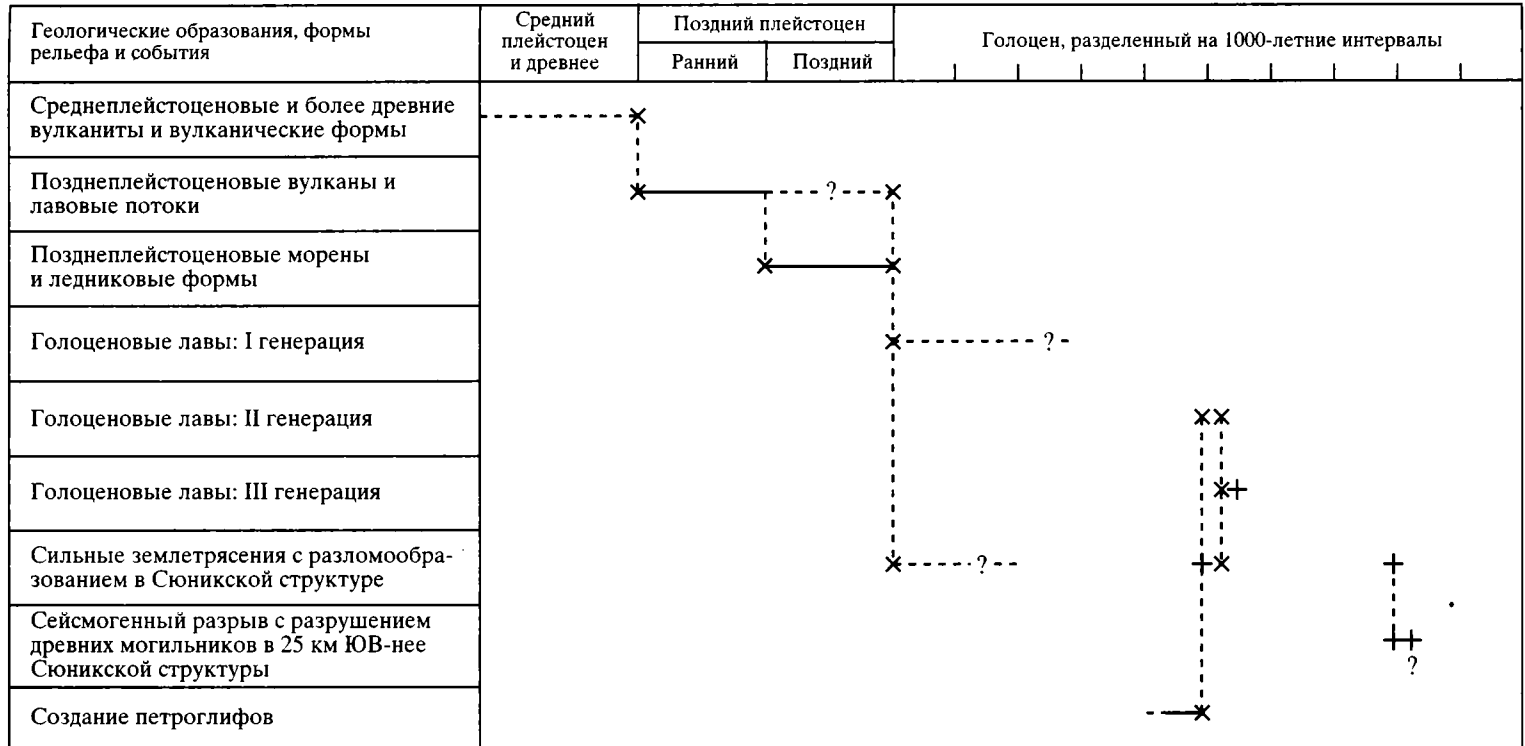 Геологические образования, формы
рельефа и события
Средний
плейстоцен
и древнее
Поздний плейстоцен
Ранний
Поздний
Голоцен, разделенный на 1000-летние интервалы
Среднеплейстоценовые и более древние
вулканиты и вулканические формы
Позднеплейстоценовые вулканы и
лавовые потоки
?
Позднеплейстоценовые морены
и ледниковые формы
Голоценовые лавы: I генерация
?
Голоценовые лавы: II генерация
Голоценовые лавы: III генерация
Сильные землетрясения с разломообра-
зованием в Сюникской структуре
?
Сейсмогенный разрыв с разрушением
древних могильников в 25 км ЮВ-нее
Сюникской структуры
?
Создание петроглифов